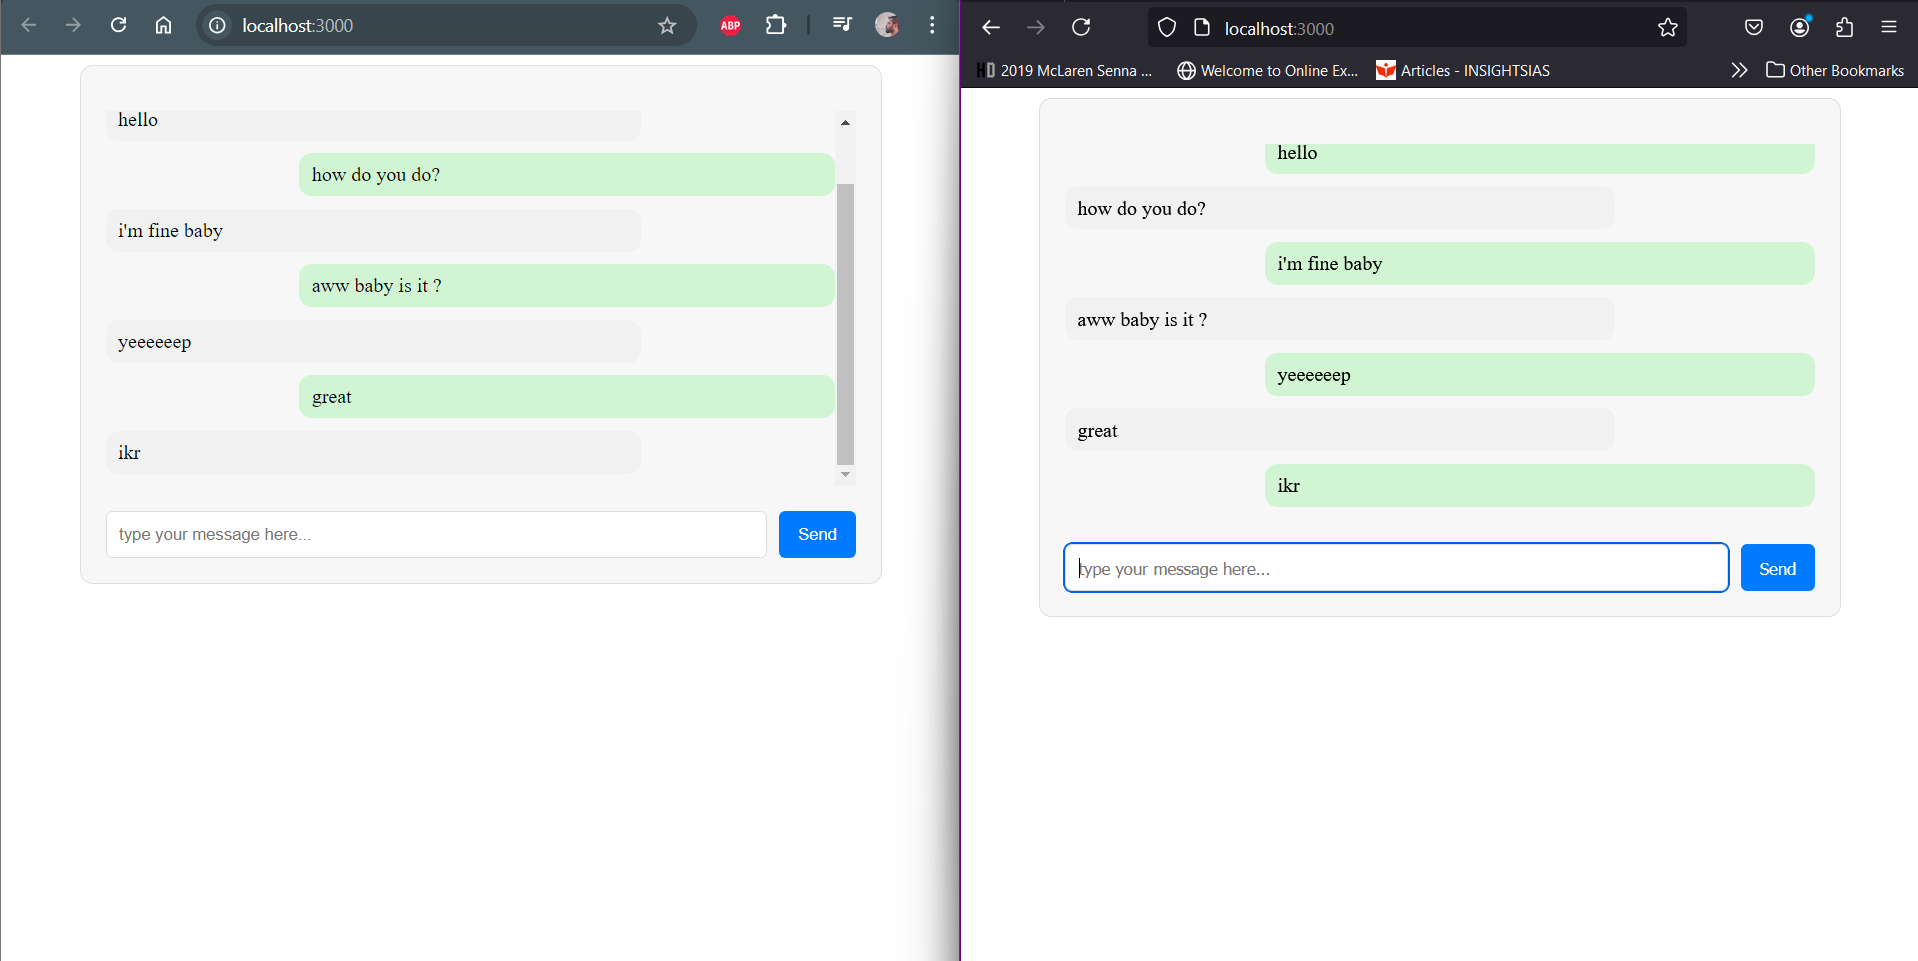 localhost:3000
ABP
hello
how do you do?
i'm fine baby
aww baby is it ?
yeeeeeep
great
ikr
type your message here...
Send
localhost:3000
HD 2019 McLaren Senna ...
Welcome to Online Ex...
Articles - INSIGHTSIAS
Other Bookmarks
hello
how do you do?
i'm fine baby
aww baby is it ?
yeeeeeep
great
ikr
type your message here...
Send